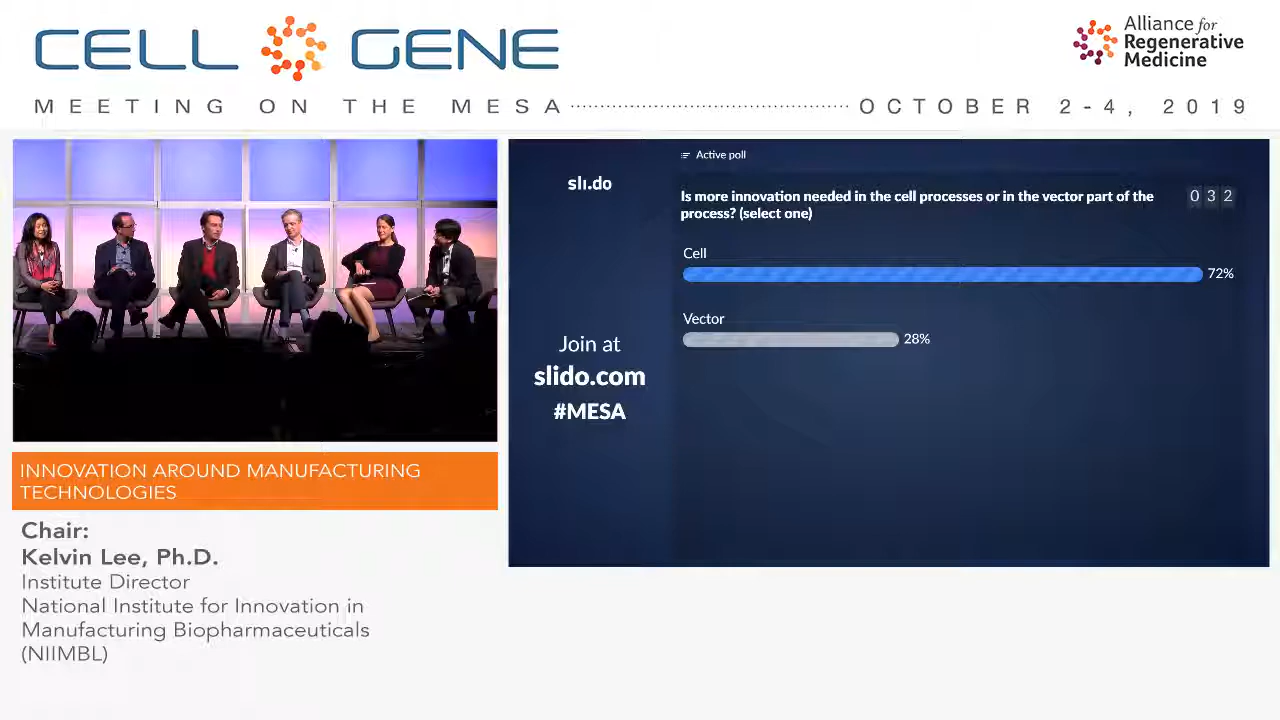 CELL GENE
Alliance for
Regenerative
Medicine
MEETING ON THE MESA
OCTOBER 2-4, 2019
sli.do
Join at
slido.com
#MESA
Active poll
Is more innovation needed in the cell processes or in the vector part of the
process? (select one)
032
Cell
72%
Vector
28%
INNOVATION AROUND MANUFACTURING
TECHNOLOGIES
Chair:
Kelvin Lee, Ph.D.
Institute Director
National Institute for Innovation in
Manufacturing Biopharmaceuticals
(NIIMBL)